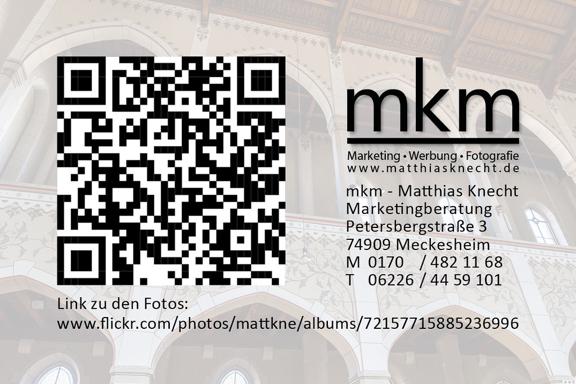 mkm
Marketing • Werbung • Fotografie
www.matthiasknecht.de
mkm - Matthias Knecht
Marketingberatung
Petersbergstraße 3
74909 Meckesheim
M 0170 / 482 11 68
T 06226 / 44 59 101
Link zu den Fotos:
www.flickr.com/photos/mattkne/albums/72157715885236996